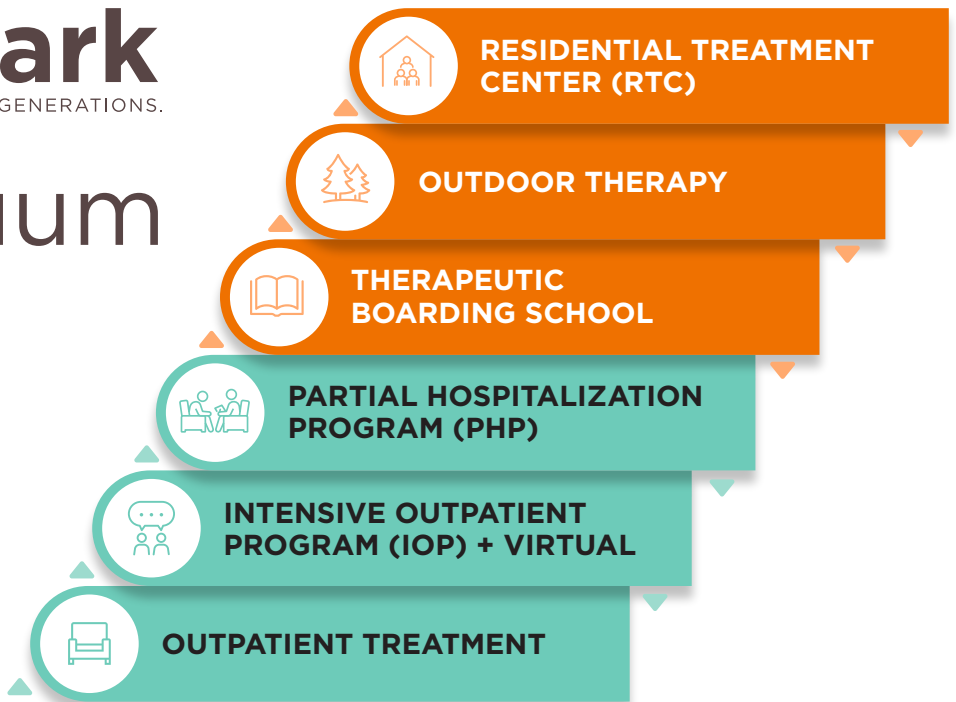 ark
GENERATIONS.
uum
RESIDENTIAL TREATMENT
CENTER (RTC)
OUTDOOR THERAPY
THERAPEUTIC
BOARDING SCHOOL
PARTIAL HOSPITALIZATION
PROGRAM (PHP)
INTENSIVE OUTPATIENT
PROGRAM (IOP) + VIRTUAL
OUTPATIENT TREATMENT